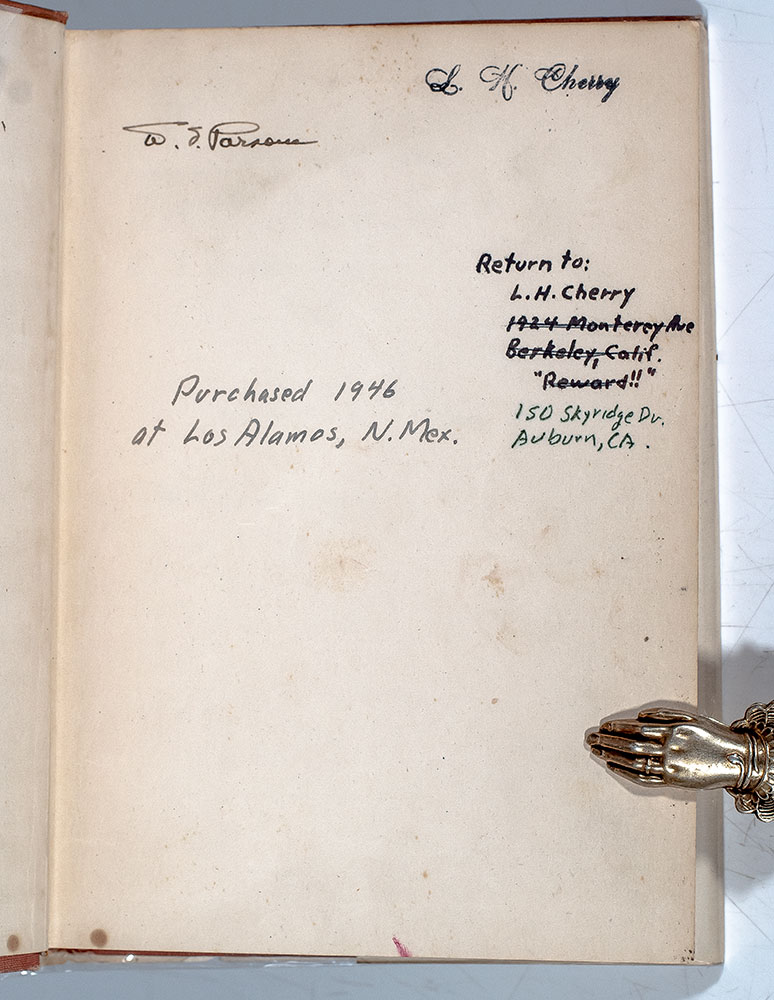 L. H. Cherry
W. S. Parsons
Return to:
L.H. Cherry
1924 Monterey Ave
Berkeley, Calif.
"Reward!!"
150 Skyridge Dr.
Auburn, CA.
Purchased 1946
at Los Alamos, N. Mex.